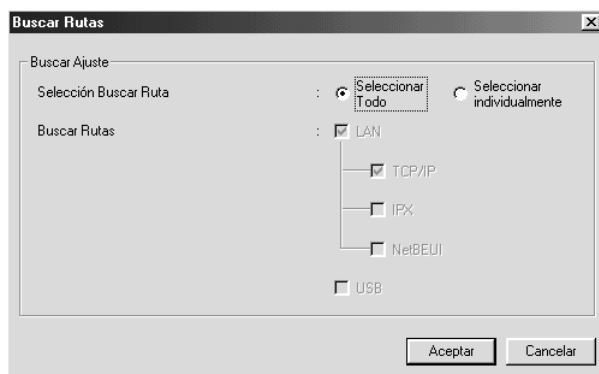 Buscar Rutas
Buscar Ajuste
Selección Buscar Ruta : Seleccionar Todo Seleccionar individualmente
Buscar Rutas : LAN
TCP/IP
IPX
NetBEUI
USB
Aceptar Cancelar